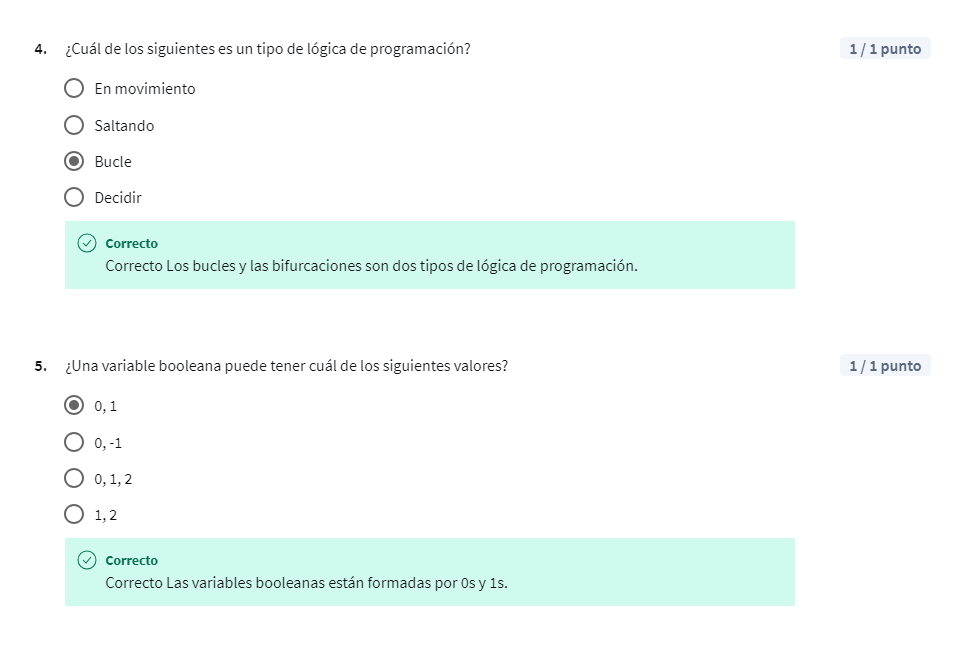 4. ¿Cuál de los siguientes es un tipo de lógica de programación? 1 / 1 punto
En movimiento
Saltando
Bucle
Decidir
Correcto
Correcto Los bucles y las bifurcaciones son dos tipos de lógica de programación.
5. ¿Una variable booleana puede tener cuál de los siguientes valores? 1 / 1 punto
0, 1
0, -1
0, 1, 2
1, 2
Correcto
Correcto Las variables booleanas están formadas por 0s y 1s.